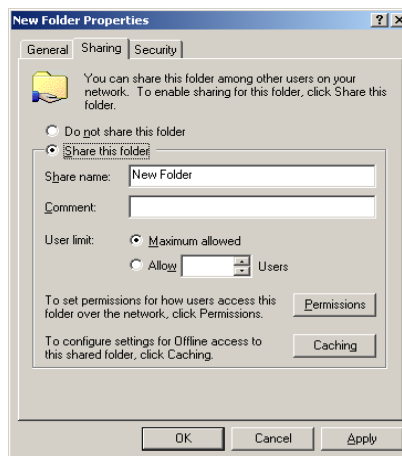 New Folder Properties
General Sharing Security
You can share this folder among other users on your
network. To enable sharing for this folder, click Share this
folder.
Do not share this folder
Share this folder
Share name: New Folder
Comment:
User limit: Maximum allowed
Allow Users
To set permissions for how users access this
folder over the network, click Permissions.
Permissions
To configure settings for Offline access to
this shared folder, click Caching.
Caching
OK Cancel Apply